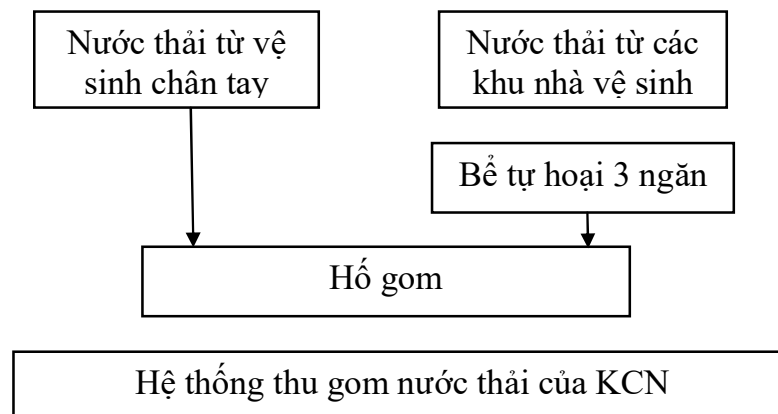 Nước thải từ vệ
sinh chân tay
Nước thải từ các
khu nhà vệ sinh
Bể tự hoại 3 ngăn
Hố gom
Hệ thống thu gom nước thải của KCN